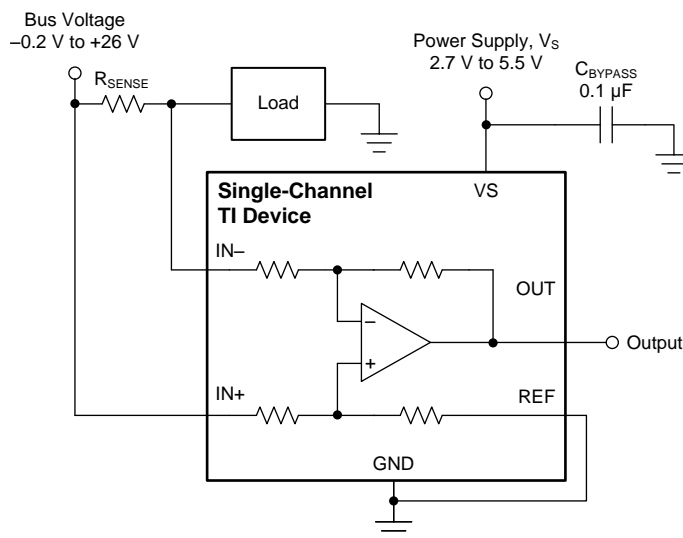 Bus Voltage
–0.2 V to +26 V
RSENSE
Load
Power Supply, VS
2.7 V to 5.5 V
CBYPASS
0.1 µF
Single-Channel
TI Device
VS
IN–
OUT
–
+
Output
IN+
REF
GND